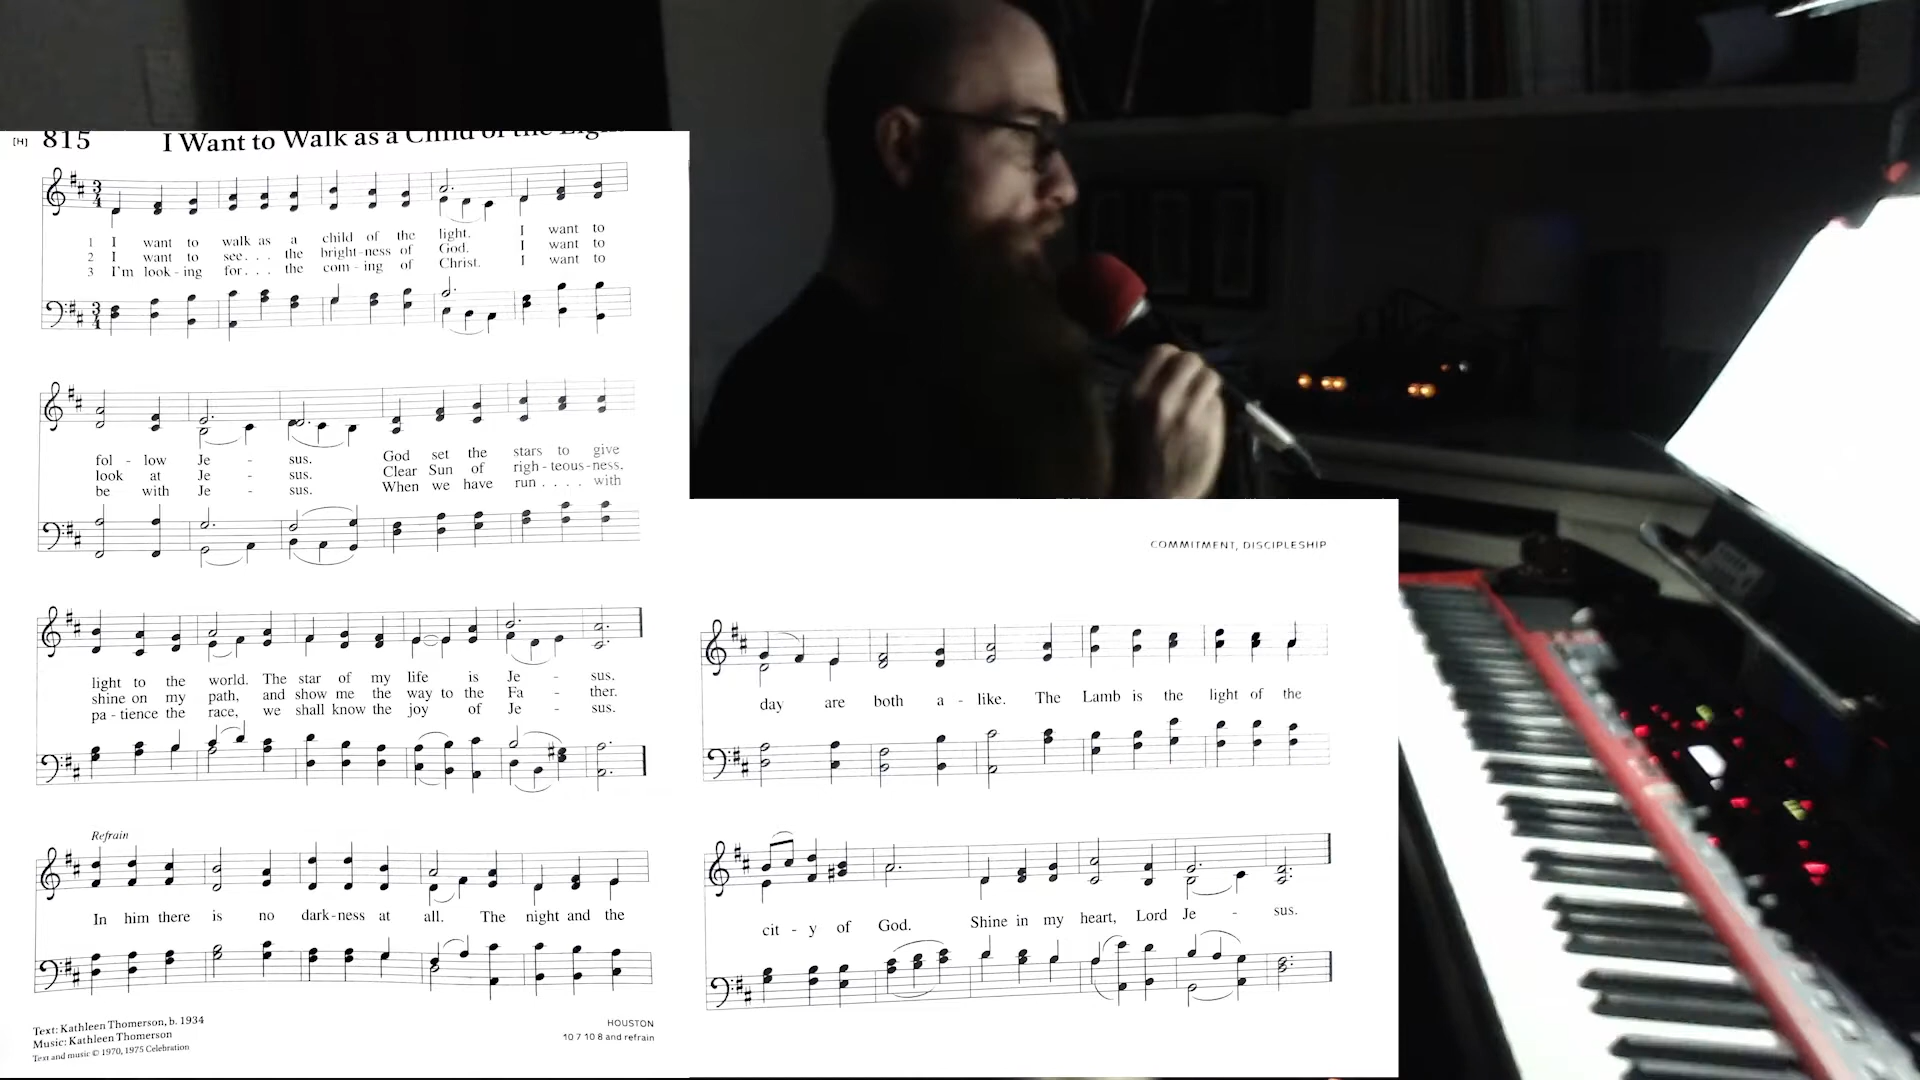 [H] 815 I Want to Walk as a Child of the
3
4
1 I want to walk as a child of the light. I want to
2 I want to see. . . the bright - ness of God. I want to
3 I'm look - ing for. . . the com - ing of Christ. I want to
3
4
fol - low Je - sus. God set the stars to give
look at Je - sus. Clear Sun of righ - teous - ness,
be with Je - sus. When we have run . . . . with
light to the world. The star of my life is Je - sus.
shine on my path, and show me the way to the Fa - ther.
pa - tience the race, we shall know the joy of Je - sus.
Refrain
In him there is no dark - ness at all. The night and the
Text: Kathleen Thomerson, b. 1934
Music: Kathleen Thomerson
Text and music © 1970, 1975 Celebration
HOUSTON
10 7 10 8 and refrain
COMMITMENT, DISCIPLESHIP
day are both a - like. The Lamb is the light of the
cit - y of God. Shine in my heart, Lord Je - sus.